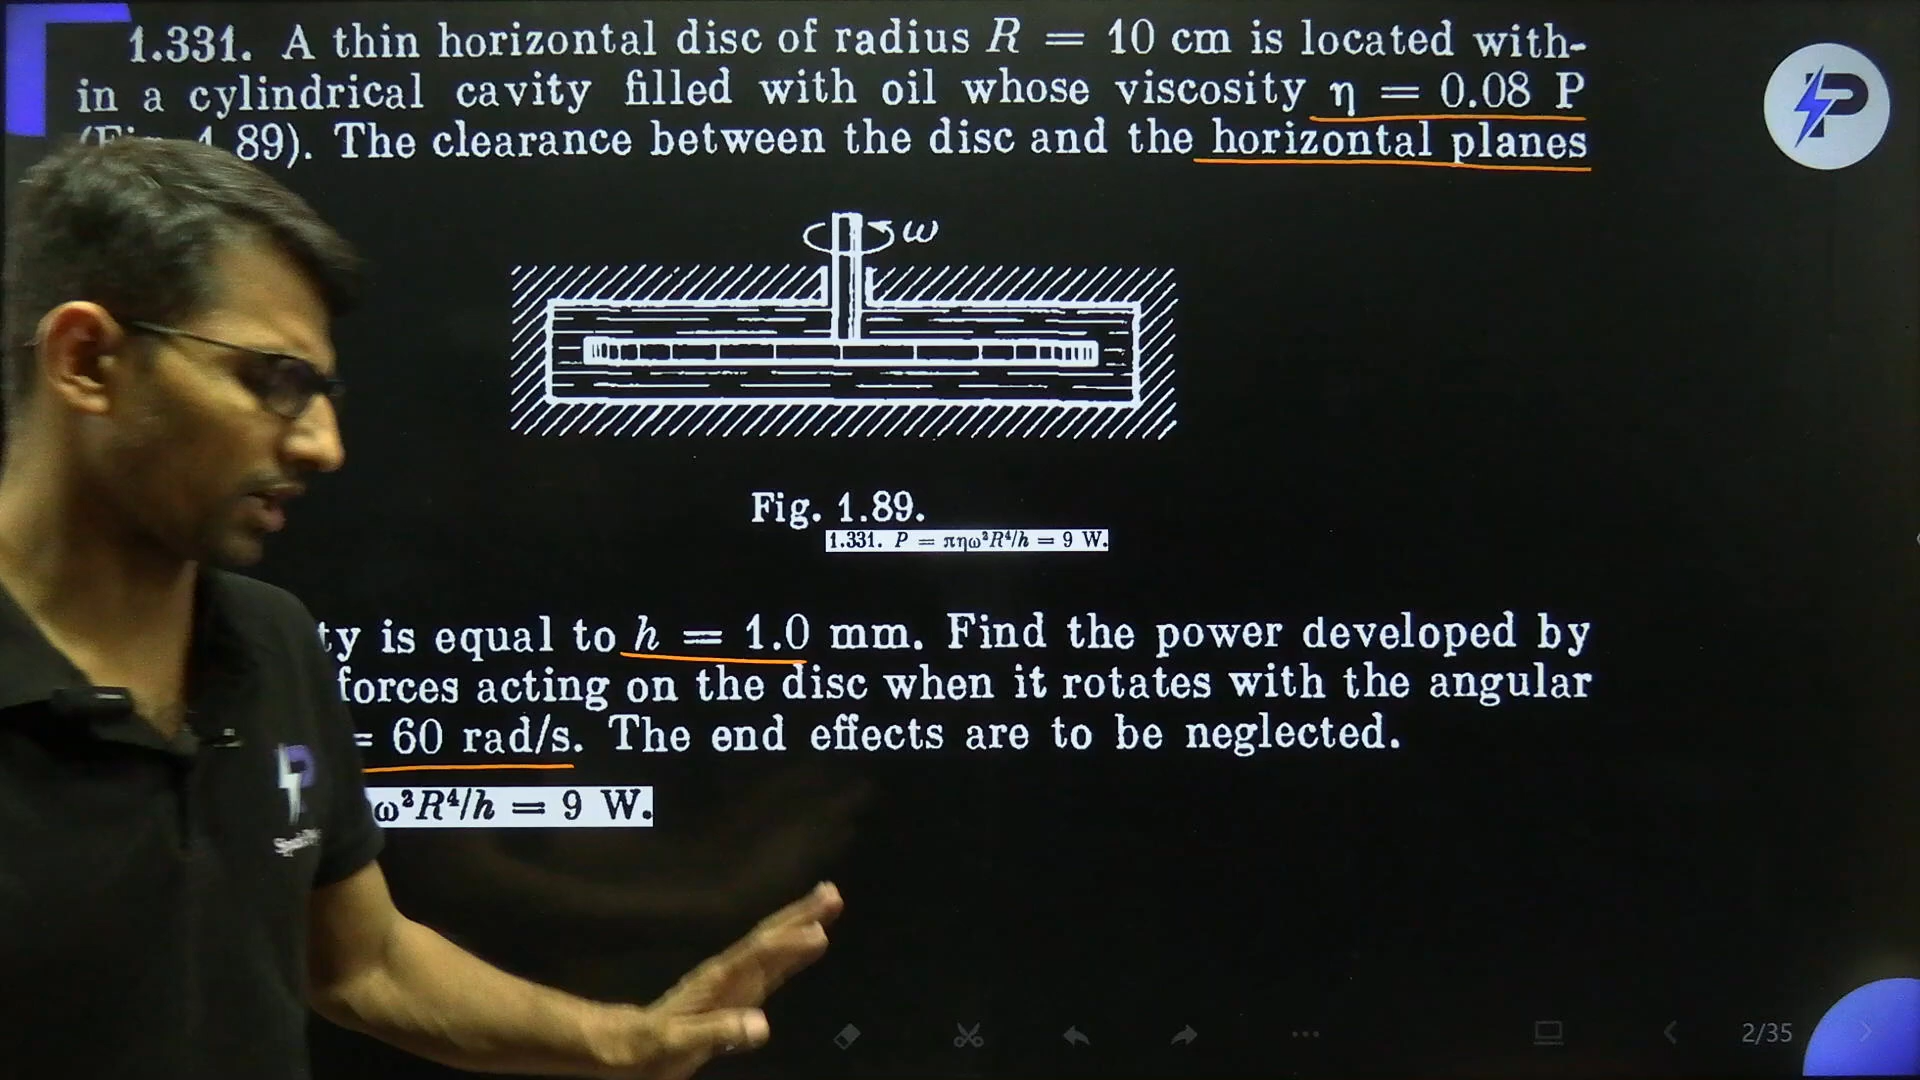 1.331. A thin horizontal disc of radius R = 10 cm is located with-
in a cylindrical cavity filled with oil whose viscosity η = 0.08 P
89). The clearance between the disc and the horizontal planes
ω
Fig. 1.89.
1.331. P = πηω²R⁴/h = 9 W.
ty is equal to h = 1.0 mm. Find the power developed by
forces acting on the disc when it rotates with the angular
= 60 rad/s. The end effects are to be neglected.
ω²R⁴/h = 9 W.
2/35